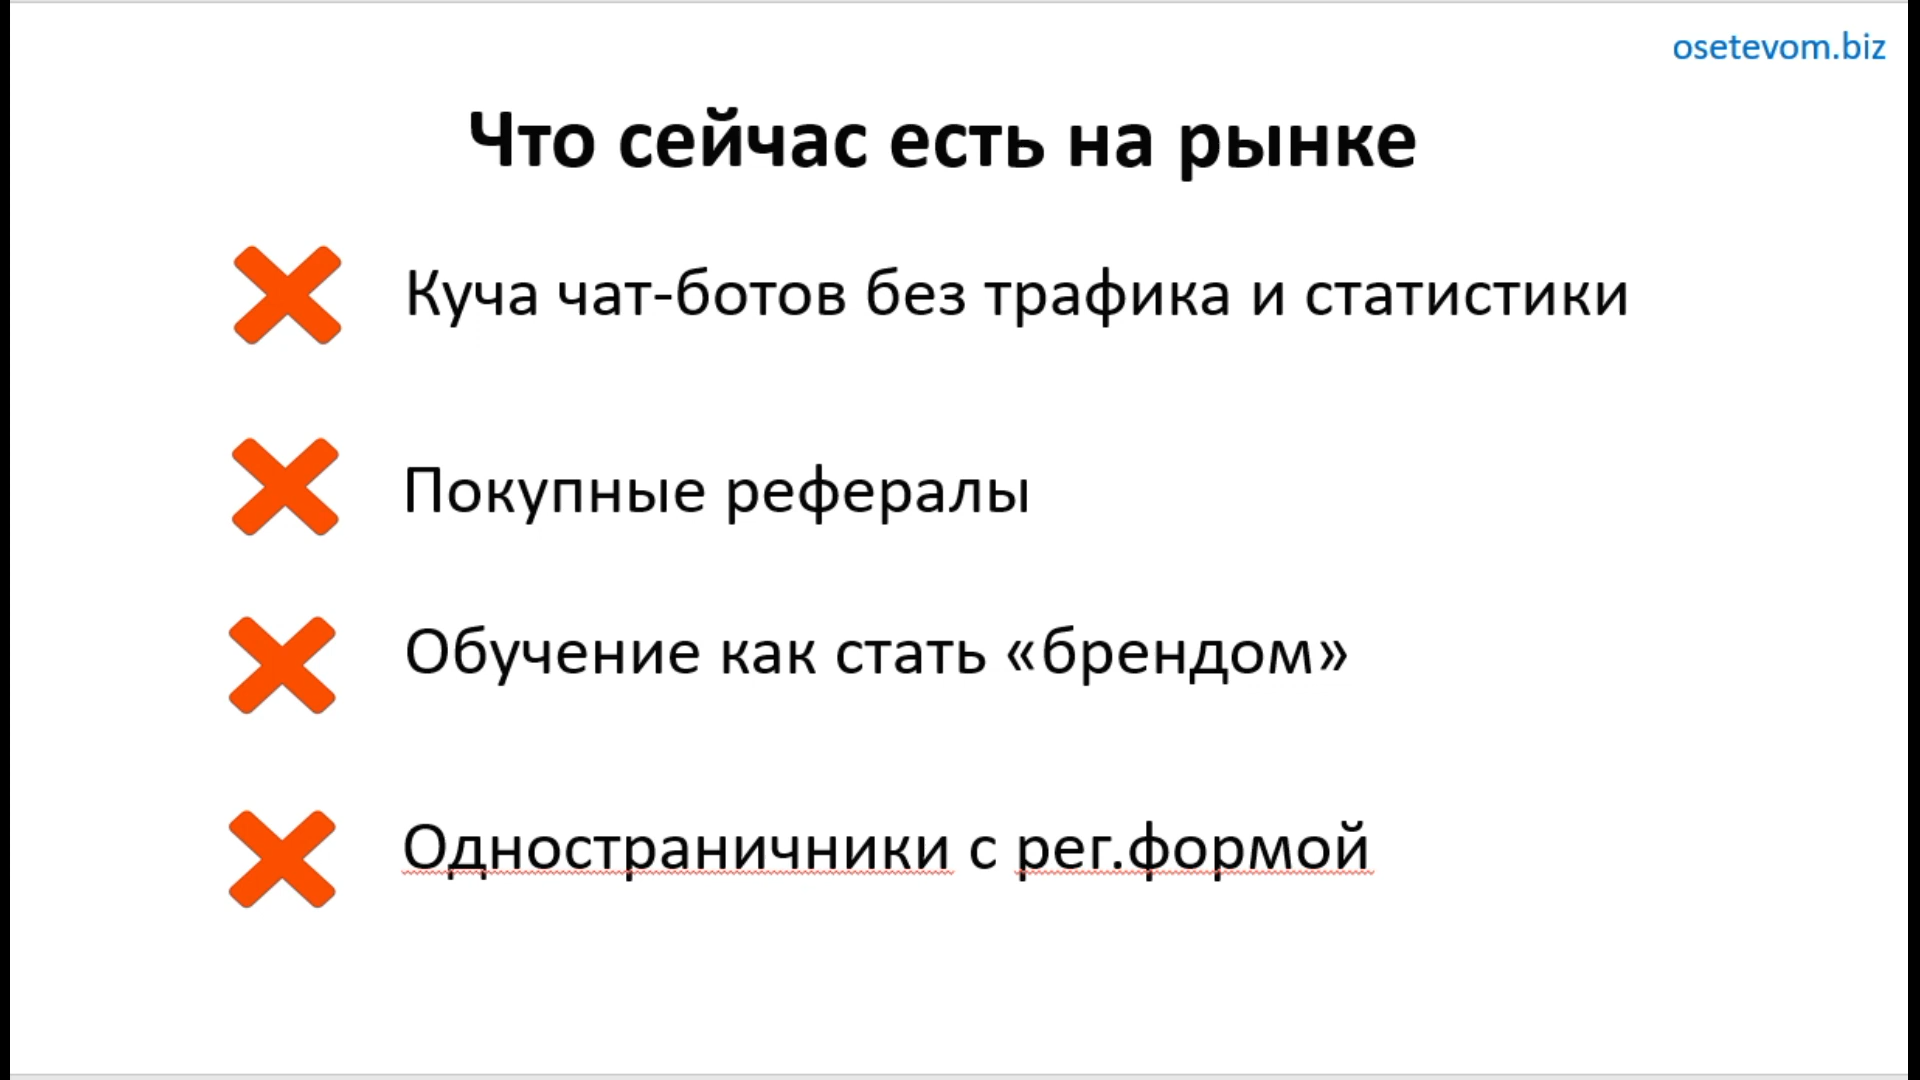 osetevom.biz
Что сейчас есть на рынке
Куча чат-ботов без трафика и статистики
Покупные рефералы
Обучение как стать «брендом»
Одностраничники с рег.формой